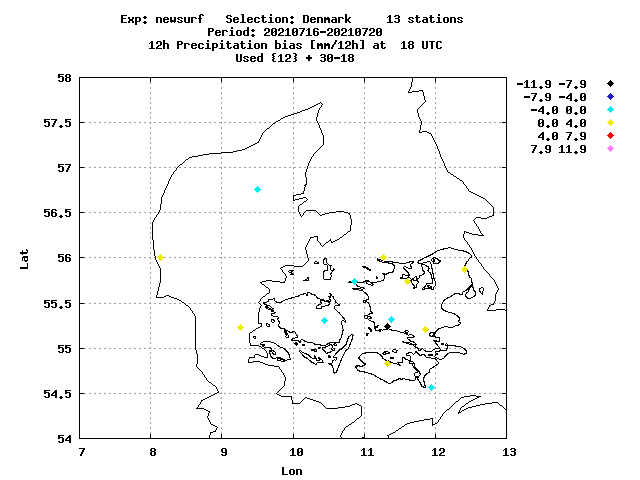 Exp: newsurf   Selection: Denmark     13 stations
Period: 20210716-20210720
12h Precipitation bias [mm/12h] at  18 UTC
Used {12} + 30-18
-11.9 -7.9
-7.9 -4.0
-4.0 0.0
0.0 4.0
4.0 7.9
7.9 11.9
58
57.5
57
56.5
56
55.5
55
54.5
54
Lat
7 8 9 10 11 12 13
Lon